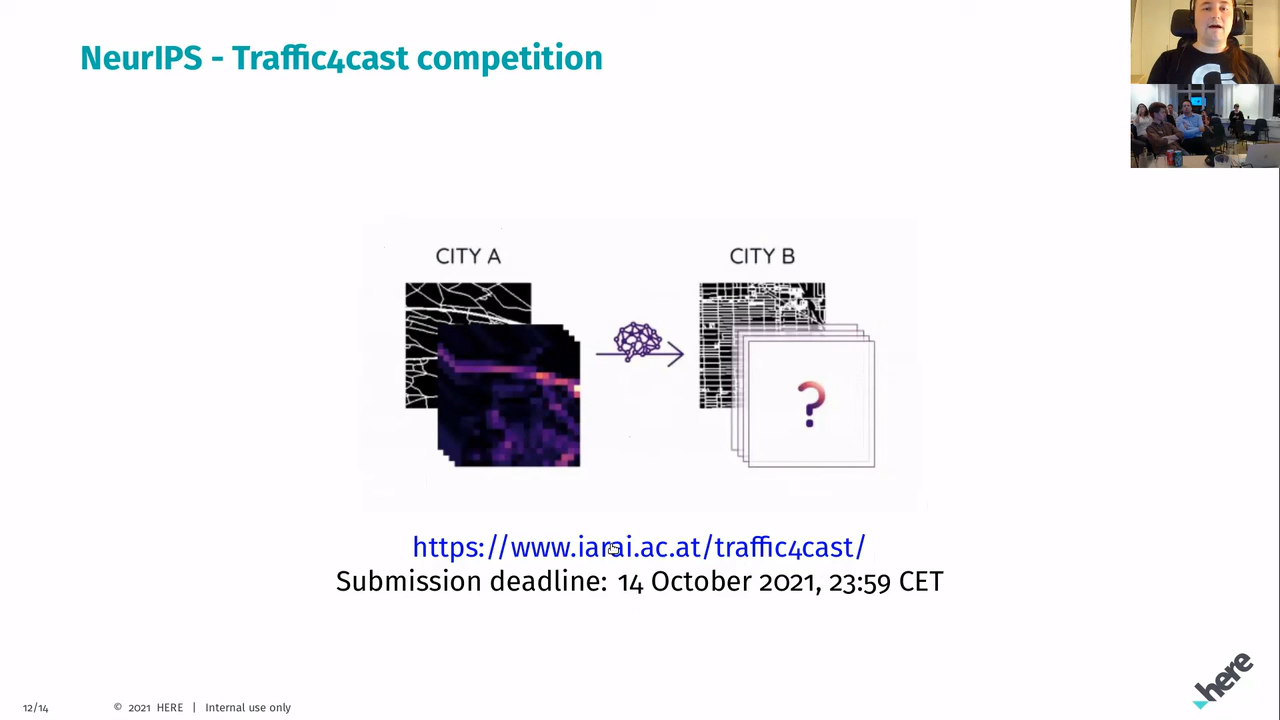 NeurIPS - Traffic4cast competition
CITY A
CITY B
?
https://www.iarai.ac.at/traffic4cast/
Submission deadline: 14 October 2021, 23:59 CET
here
12/14
© 2021 HERE | Internal use only